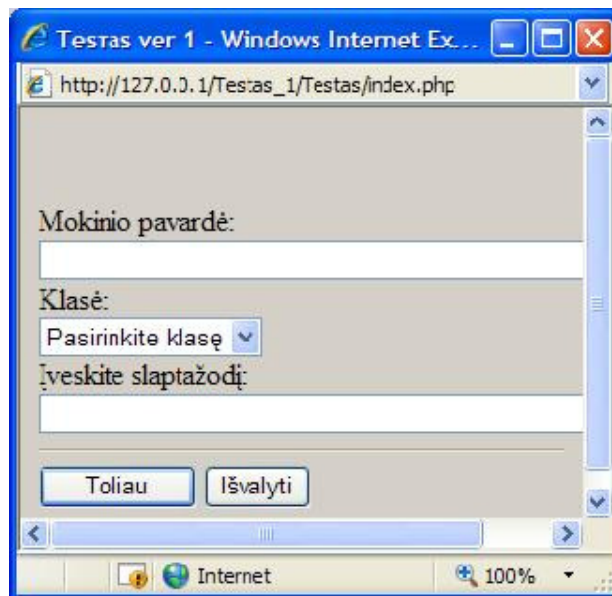 Testas ver 1 - Windows Internet Ex...
http://127.0.0.1/Testas_1/Testas/index.php
Mokinio pavardė:
Klasė:
Pasirinkite klasę
Įveskite slaptažodį:
Toliau Išvalyti
Internet 100%